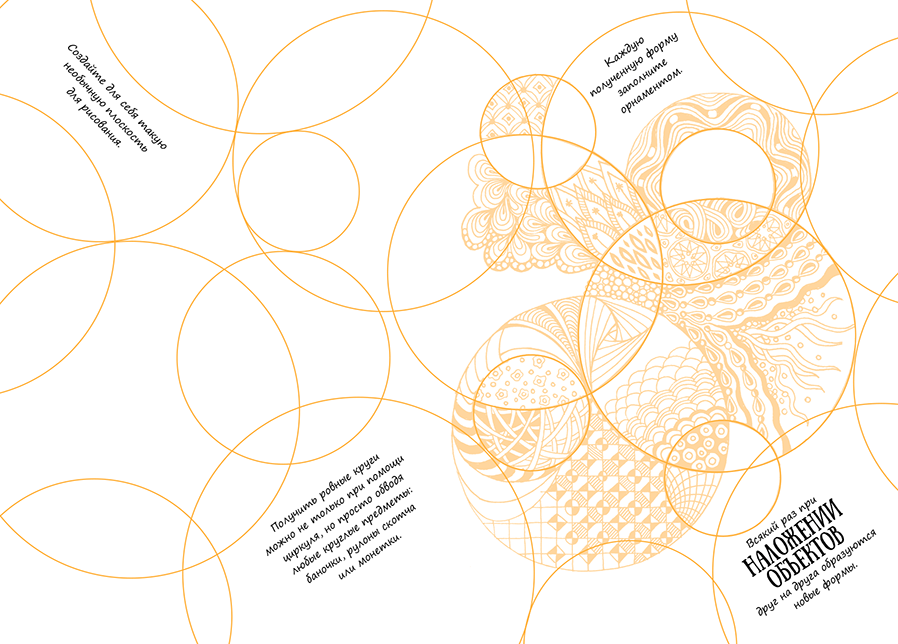 Создайте для себя такую
необычную плоскость
для рисования.
Каждую
полученную форму
заполните
орнаментом.
Получить ровные круги
можно не только при помощи
циркуля, но просто обводя
любые круглые предметы:
баночки, рулоны скотча
или монетки.
Всякий раз при
НАЛОЖЕНИИ
ОБЪЕКТОВ
друг на друга образуются
новые формы.